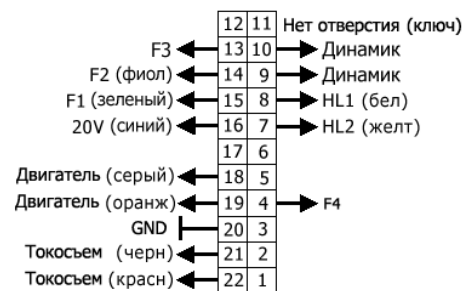 12 11 Нет отверстия (ключ)
F3 13 10 Динамик
F2 (фиол) 14 9 Динамик
F1 (зеленый) 15 8 HL1 (бел)
20V (синий) 16 7 HL2 (желт)
17 6
Двигатель (серый) 18 5
Двигатель (оранж) 19 4 F4
GND 20 3
Токосъем (черн) 21 2
Токосъем (красн) 22 1